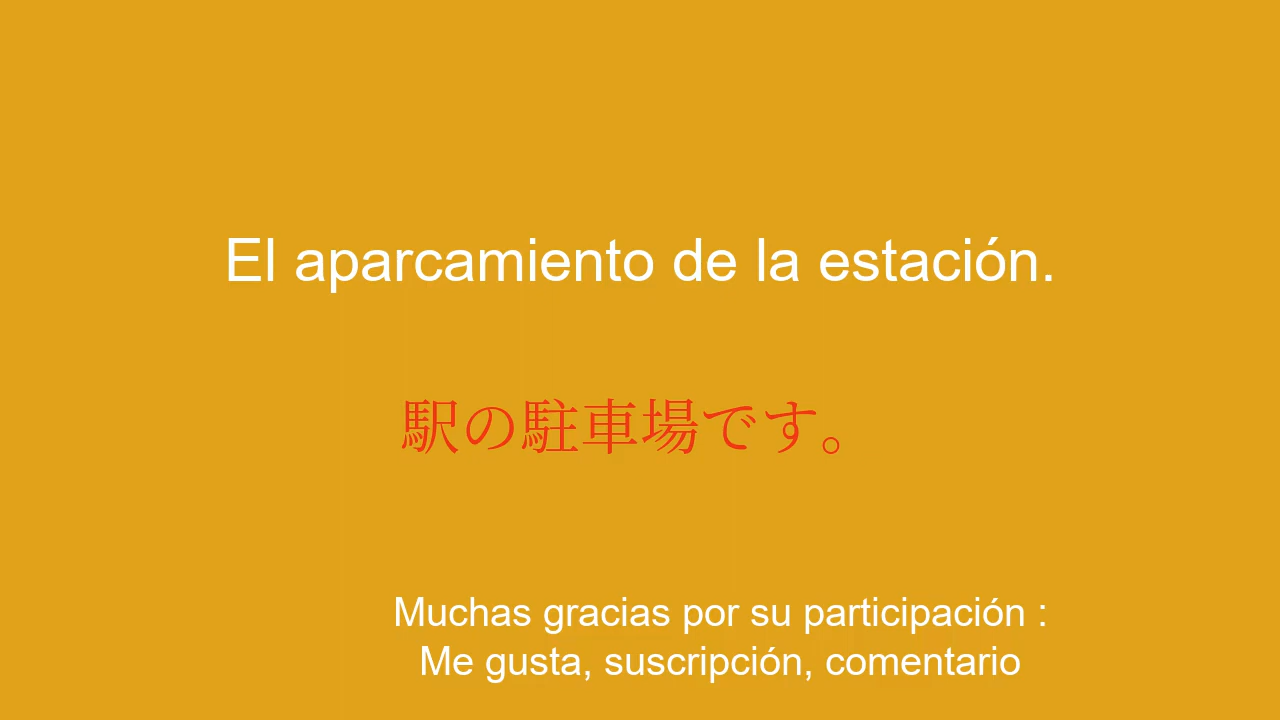 El aparcamiento de la estación.
駅の駐車場です。
Muchas gracias por su participación :
Me gusta, suscripción, comentario